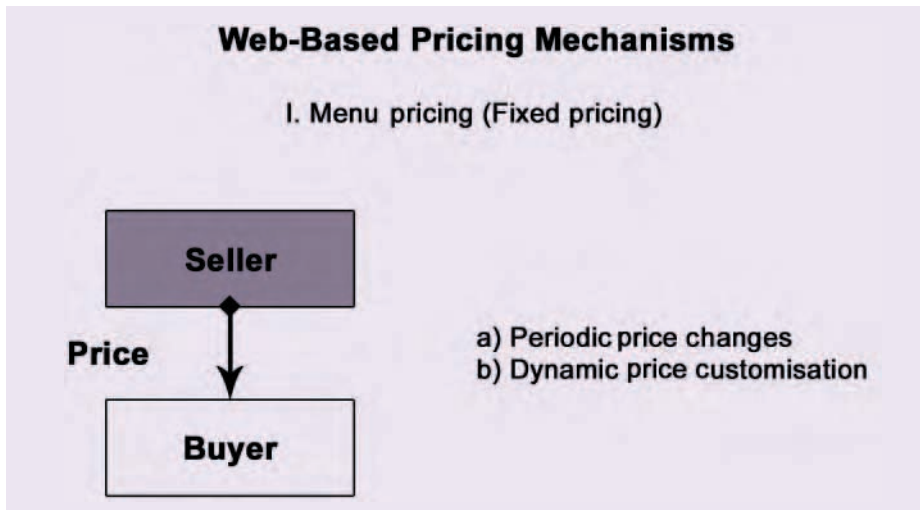 Web-Based Pricing Mechanisms
I. Menu pricing (Fixed pricing)
Seller
Price
a) Periodic price changes
b) Dynamic price customisation
Buyer